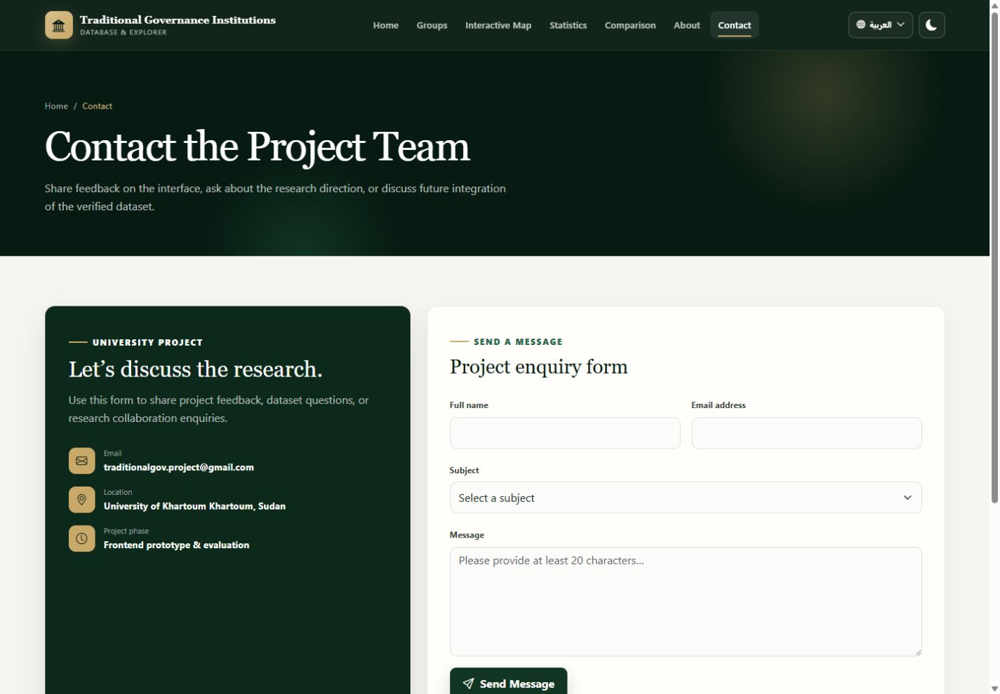 Traditional Governance Institutions
DATABASE & EXPLORER
Home
Groups
Interactive Map
Statistics
Comparison
About
Contact
العربية
Home / Contact
Contact the Project Team
Share feedback on the interface, ask about the research direction, or discuss future integration
of the verified dataset.
UNIVERSITY PROJECT
Let’s discuss the research.
Use this form to share project feedback, dataset questions, or
research collaboration enquiries.
Email
traditionalgov.project@gmail.com
Location
University of Khartoum Khartoum, Sudan
Project phase
Frontend prototype & evaluation
SEND A MESSAGE
Project enquiry form
Full name
Email address
Subject
Select a subject
Message
Please provide at least 20 characters...
Send Message